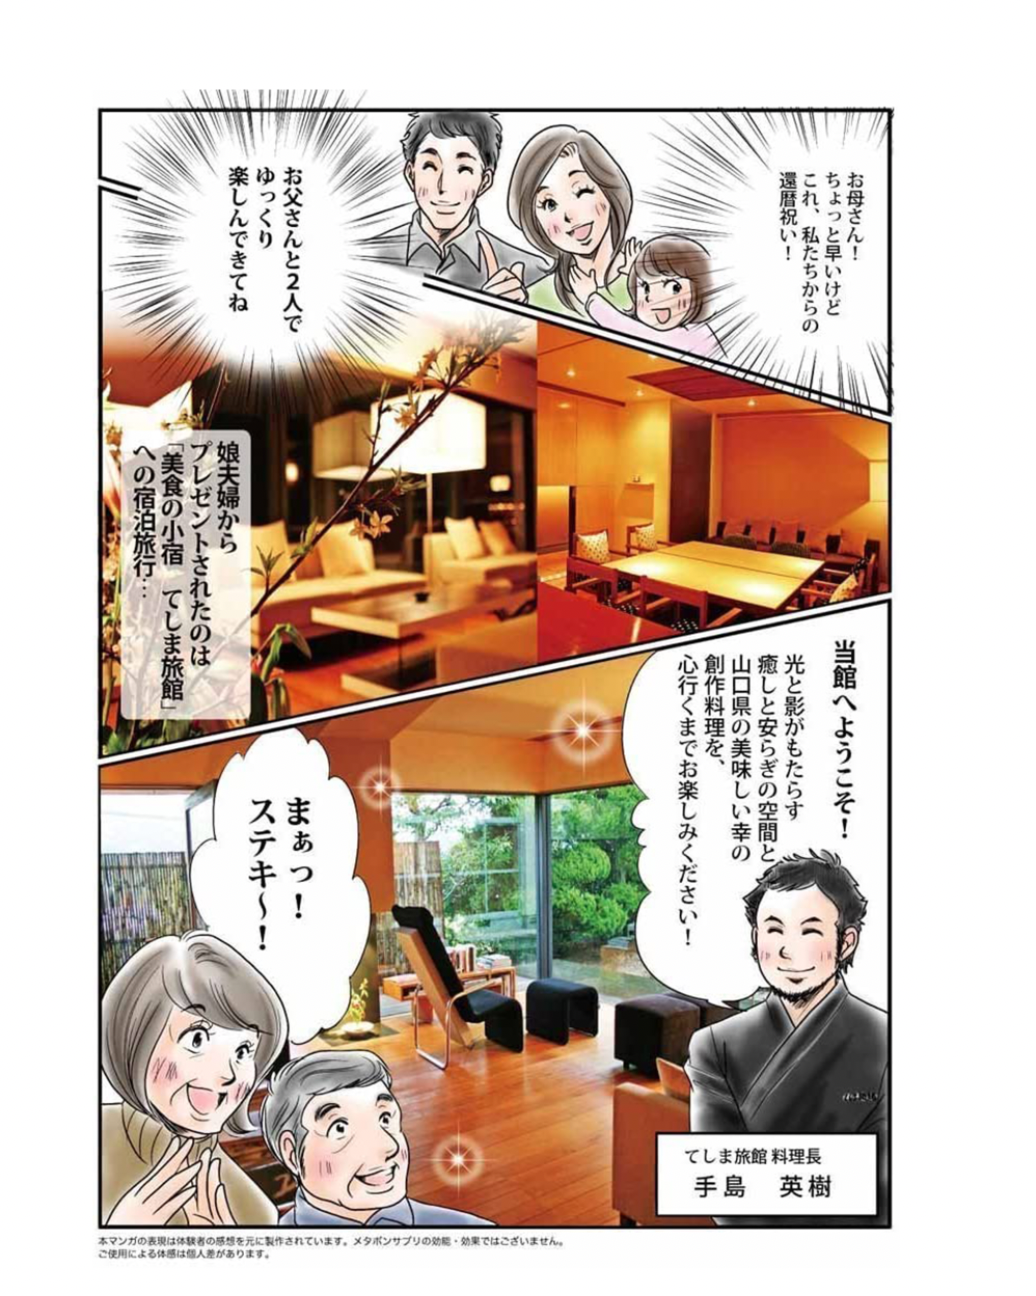 お母さん！
ちょっと早いけど
これ、私たちからの
還暦祝い！
お父さんと２人で
ゆっくり
楽しんできてね
娘夫婦から
プレゼントされたのは
「美食の小宿　てしま旅館」
への宿泊旅行…
当館へようこそ！
光と影がもたらす
癒しと安らぎの空間と
山口県の美味しい幸の
創作料理を、
心行くまでお楽しみください！
まぁっ！
ステキ～！
てしま旅館 料理長
手島　英樹
本マンガの表現は体験者の感想を元に製作されています。メタボンサプリの効能・効果ではございません。
ご使用による体感は個人差があります。